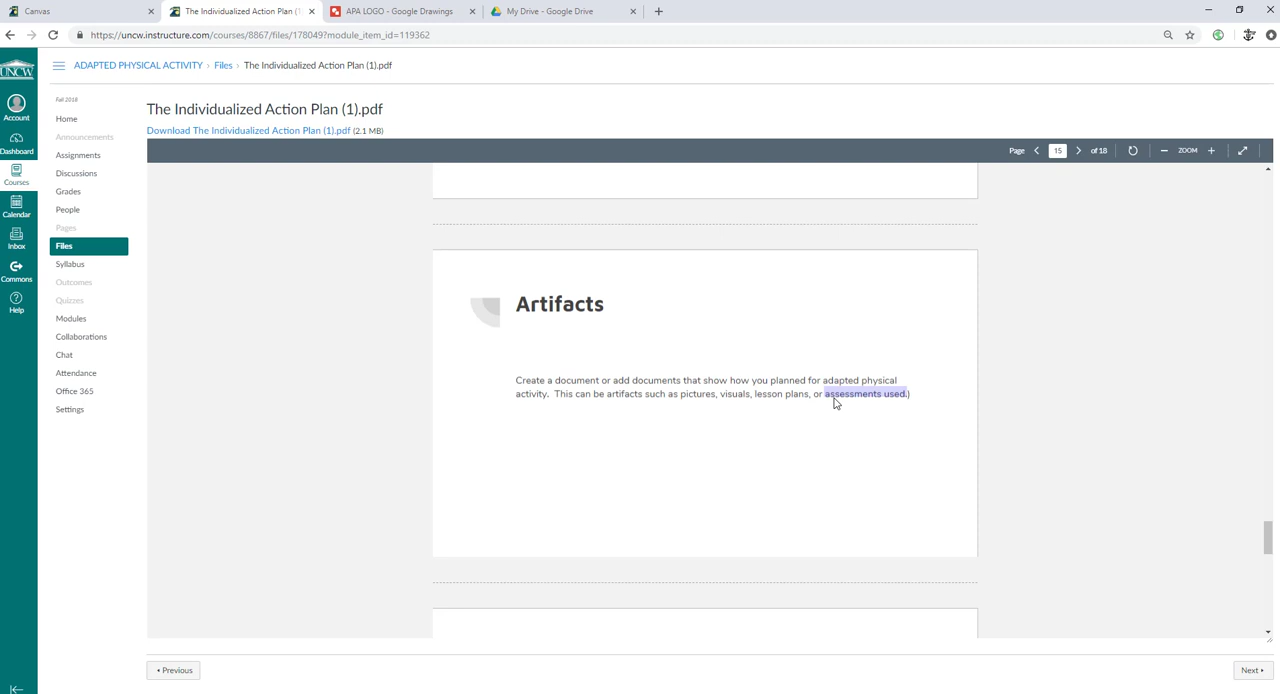 Canvas
The Individualized Action Plan (1
APA LOGO - Google Drawings
My Drive - Google Drive
https://uncw.instructure.com/courses/8867/files/178049?module_item_id=119362
UNCW
ADAPTED PHYSICAL ACTIVITY › Files › The Individualized Action Plan (1).pdf
Account
Dashboard
Courses
Calendar
Inbox
Commons
Help
Fall 2018
Home
Announcements
Assignments
Discussions
Grades
People
Pages
Files
Syllabus
Outcomes
Quizzes
Modules
Collaborations
Chat
Attendance
Office 365
Settings
The Individualized Action Plan (1).pdf
Download The Individualized Action Plan (1).pdf (2.1 MB)
Page 15 of 18 ZOOM
Artifacts
Create a document or add documents that show how you planned for adapted physical
activity. This can be artifacts such as pictures, visuals, lesson plans, or assessments used.)
Previous
Next